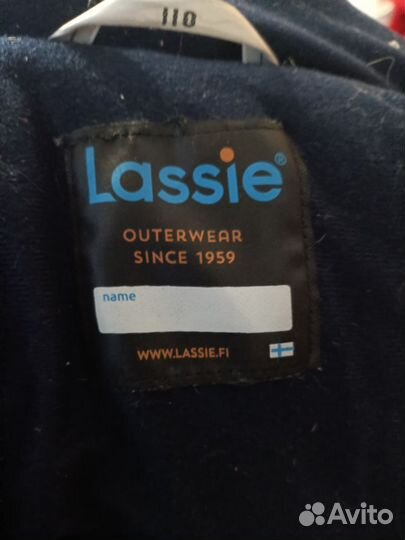 110
Lassie®
OUTERWEAR
SINCE 1959
name
WWW.LASSIE.FI
Avito